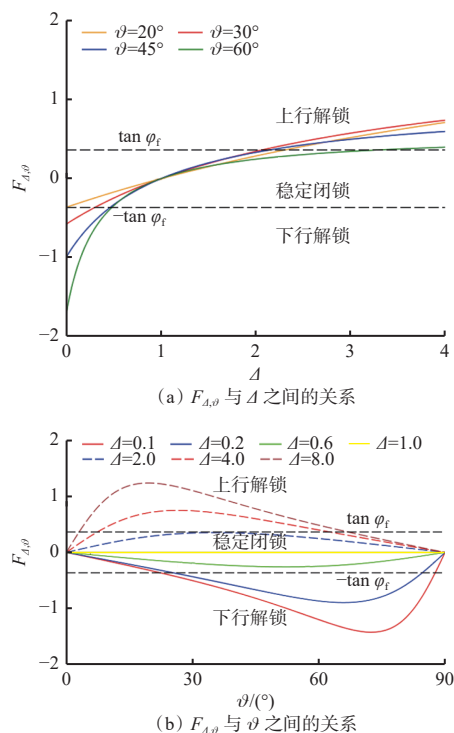 ϑ=20° ϑ=30°
ϑ=45° ϑ=60°
2
1
0
−1
−2
F_{Δ,ϑ}
上行解锁
tan φ_f
稳定闭锁
−tan φ_f
下行解锁
0 1 2 3 4
Δ
（a）F_{Δ,ϑ} 与 Δ 之间的关系
Δ=0.1 Δ=0.2 Δ=0.6 Δ=1.0
Δ=2.0 Δ=4.0 Δ=8.0
2
1
0
−1
−2
F_{Δ,ϑ}
上行解锁
tan φ_f
稳定闭锁
−tan φ_f
下行解锁
0 30 60 90
ϑ/(°)
（b）F_{Δ,ϑ} 与 ϑ 之间的关系